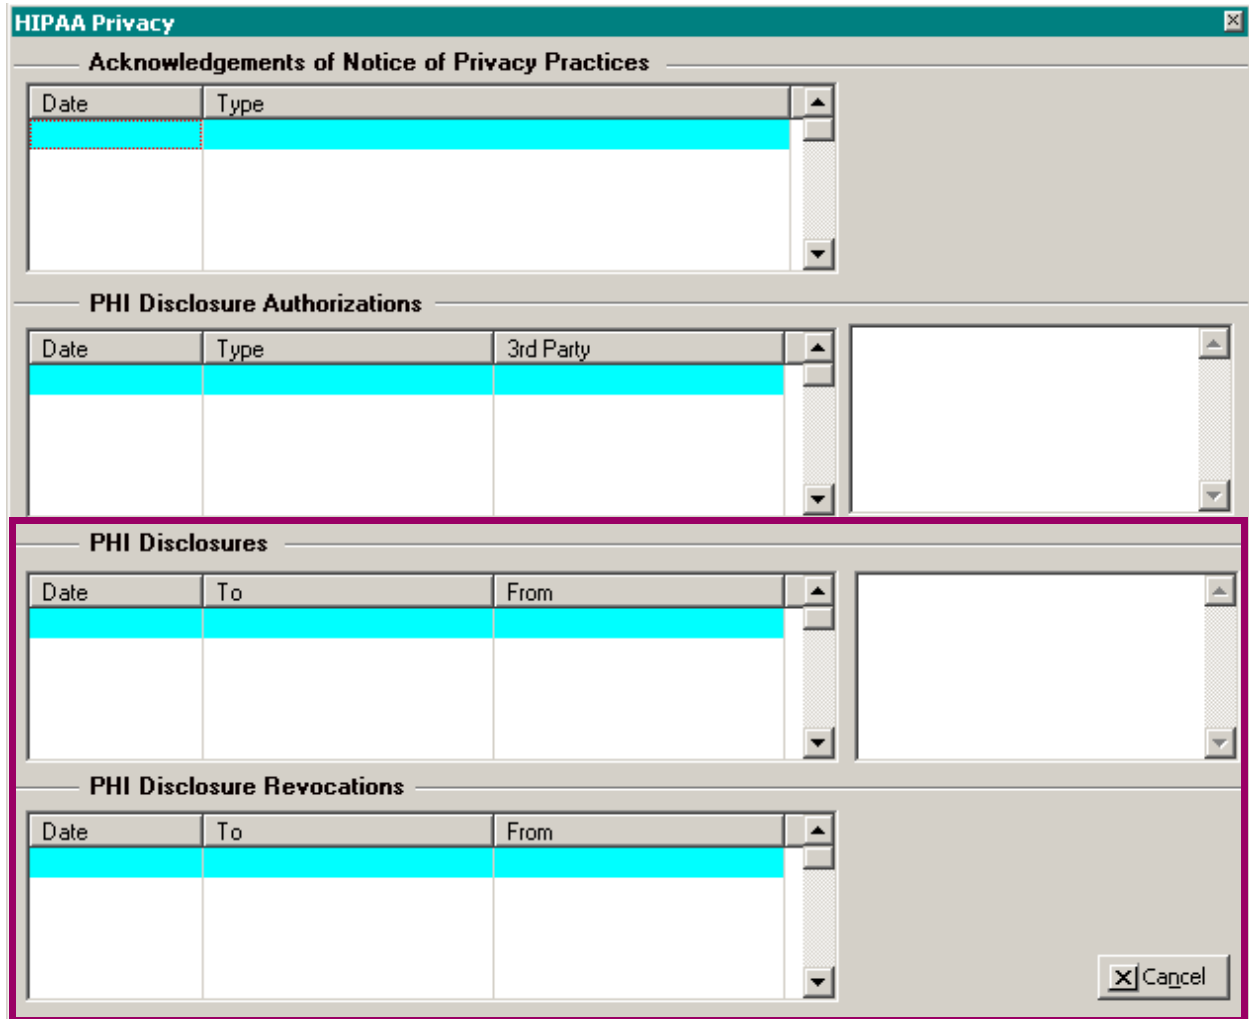 HIPAA Privacy
Acknowledgements of Notice of Privacy Practices
Date Type
PHI Disclosure Authorizations
Date Type 3rd Party
PHI Disclosures
Date To From
PHI Disclosure Revocations
Date To From
Cancel